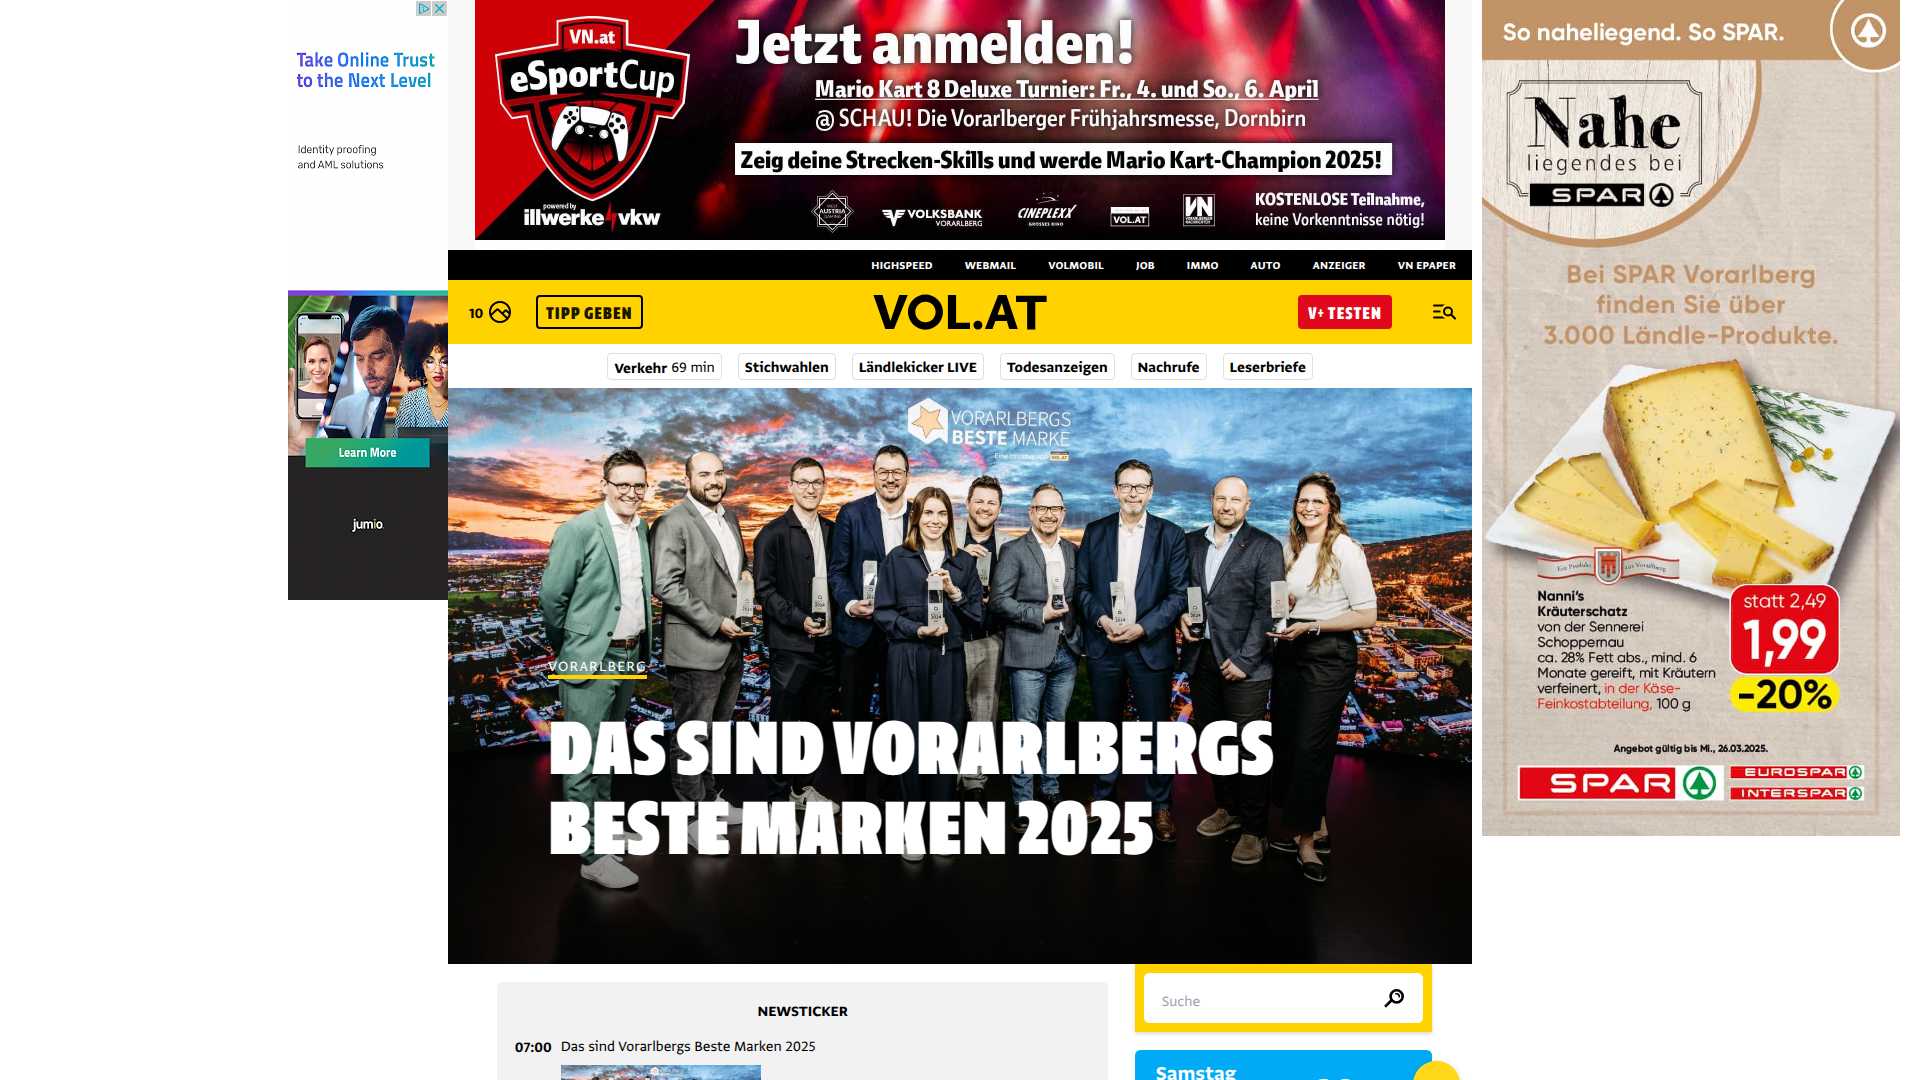 Take Online Trust
to the Next Level
Identity proofing
and AML solutions
Learn More
jumio.
VN.at
eSportCup
powered by
illwerke vkw
Jetzt anmelden!
Mario Kart 8 Deluxe Turnier: Fr., 4. und So., 6. April
@ SCHAU! Die Vorarlberger Frühjahrsmesse, Dornbirn
Zeig deine Strecken-Skills und werde Mario Kart-Champion 2025!
AUSTRIA
VOLKSBANK
VORARLBERG
CINEPLEXX
VOL.AT
VN
KOSTENLOSE Teilnahme,
keine Vorkenntnisse nötig!
HIGHSPEED WEBMAIL VOLMOBIL JOB IMMO AUTO ANZEIGER VN EPAPER
10 TIPP GEBEN VOL.AT V+ TESTEN
Verkehr 69 min Stichwahlen Ländlekicker LIVE Todesanzeigen Nachrufe Leserbriefe
VORARLBERGS
BESTE MARKE
VORARLBERG
DAS SIND VORARLBERGS
BESTE MARKEN 2025
NEWSTICKER
07:00 Das sind Vorarlbergs Beste Marken 2025
Suche
Samstag
So naheliegend. So SPAR.
Nahe
liegendes bei
SPAR
Bei SPAR Vorarlberg
finden Sie über
3.000 Ländle-Produkte.
Ein Produkt aus Vorarlberg
Nanni's
Kräuterschatz
von der Sennerei
Schoppernau
ca. 28% Fett abs., mind. 6
Monate gereift, mit Kräutern
verfeinert, in der Käse-
Feinkostabteilung, 100 g
statt 2,49
1,99
-20%
Angebot gültig bis Mi., 26.03.2025.
SPAR
EUROSPAR
INTERSPAR